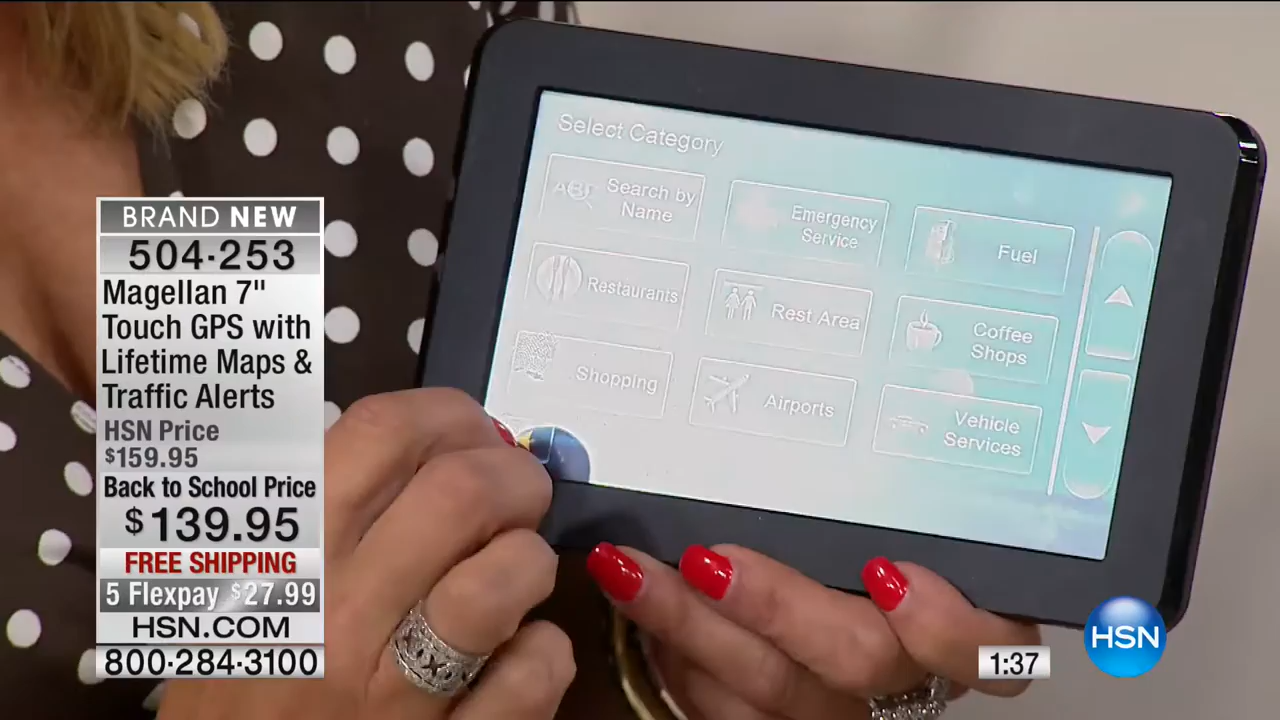 BRAND NEW
504-253
Magellan 7"
Touch GPS with
Lifetime Maps &
Traffic Alerts
HSN Price
$159.95
Back to School Price
$139.95
FREE SHIPPING
5 Flexpay $27.99
HSN.COM
800-284-3100
Select Category
ABC
Search by
Name
Emergency
Service
Fuel
Restaurants
Rest Area
Coffee
Shops
Shopping
Airports
Vehicle
Services
1:37
HSN